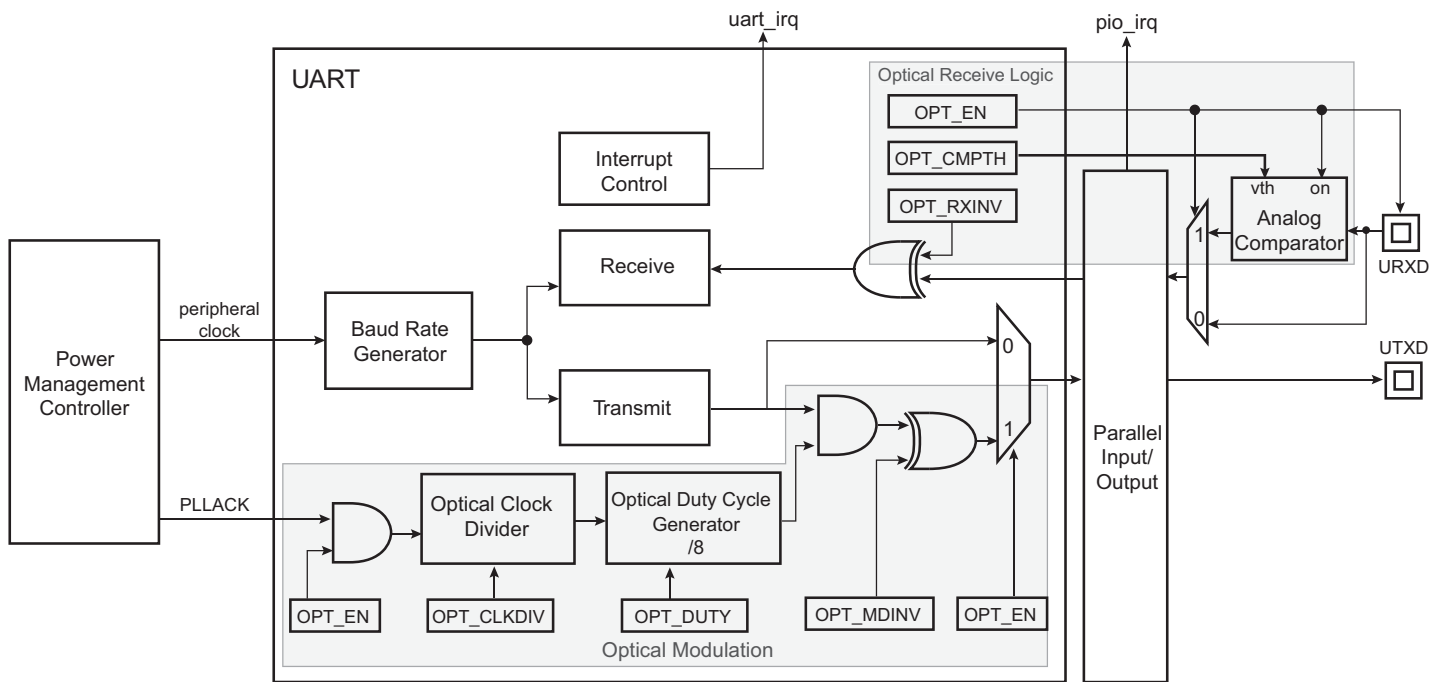 uart_irq
pio_irq
UART
Optical Receive Logic
OPT_EN
OPT_CMPTH
OPT_RXINV
vth
on
Analog
Comparator
1
0
URXD
Interrupt
Control
Receive
peripheral
clock
Baud Rate
Generator
Power
Management
Controller
Transmit
0
1
UTXD
Parallel
Input/
Output
PLLACK
Optical Clock
Divider
Optical Duty Cycle
Generator
/8
OPT_EN
OPT_CLKDIV
OPT_DUTY
OPT_MDINV
OPT_EN
Optical Modulation